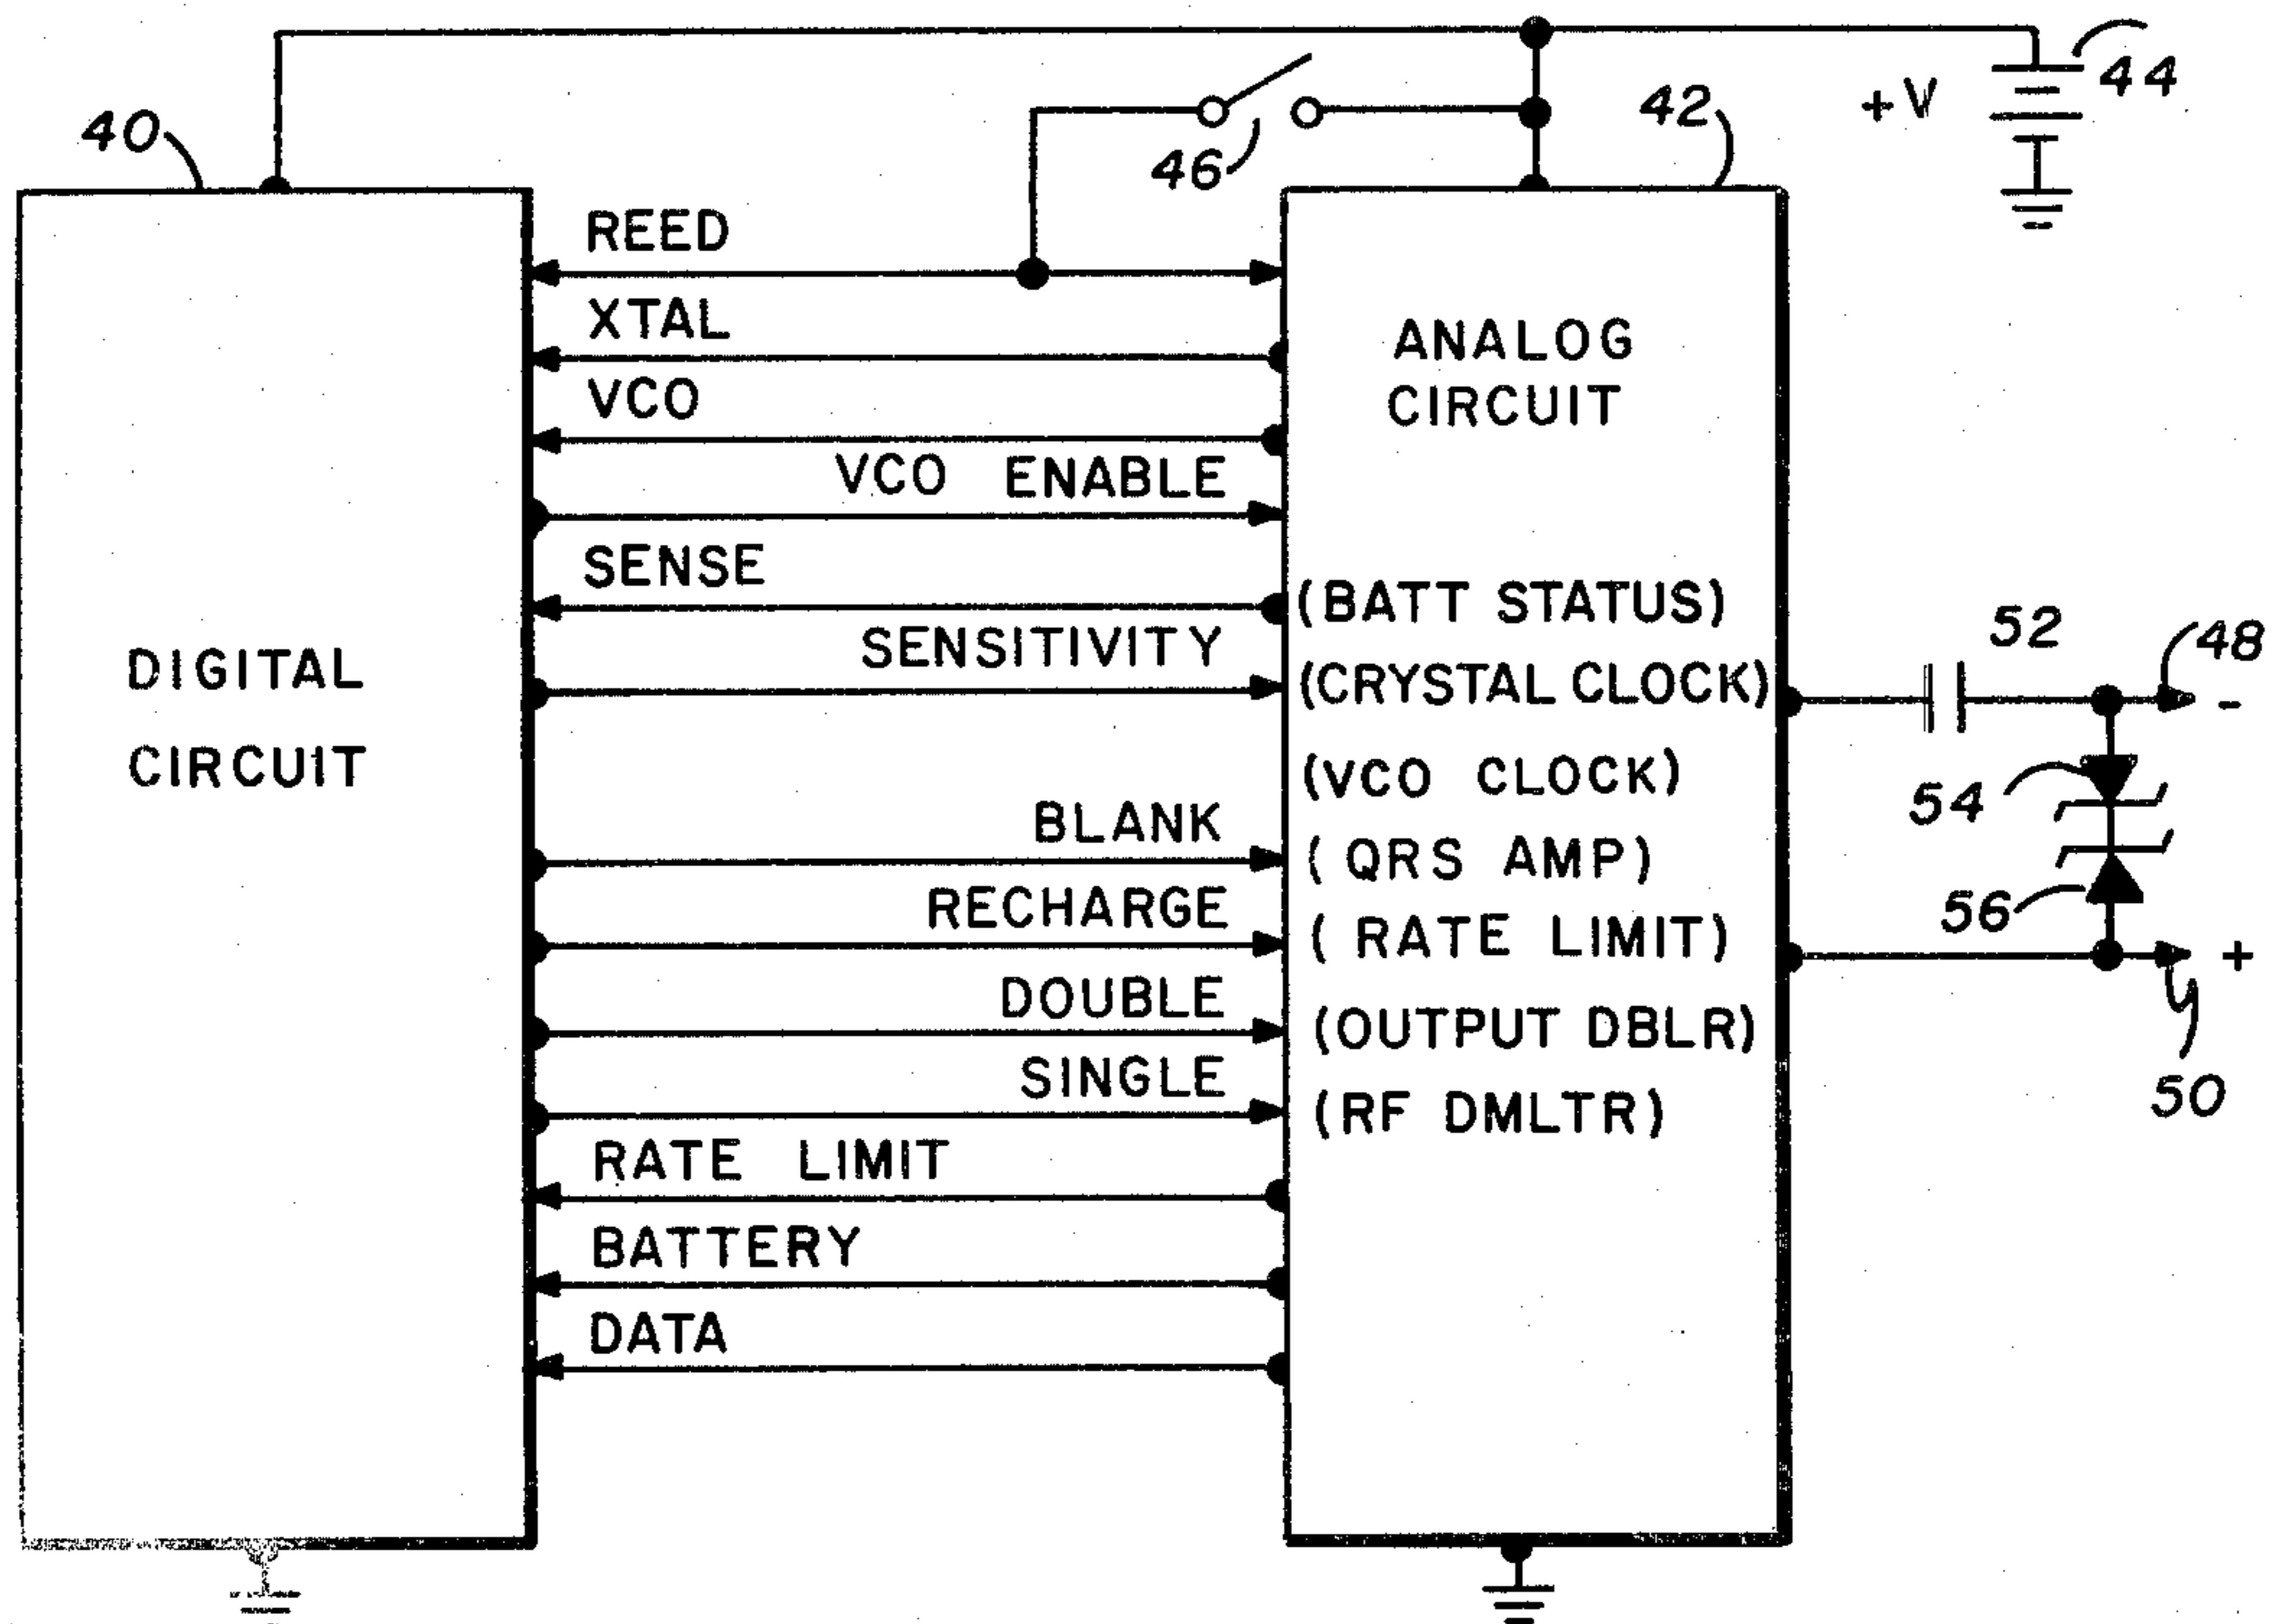 44
+V
42
40
46
REED
XTAL
ANALOG
CIRCUIT
VCO
VCO ENABLE
SENSE
(BATT STATUS)
SENSITIVITY
(CRYSTAL CLOCK)
DIGITAL
CIRCUIT
52
48
-
(VCO CLOCK)
54
BLANK
(QRS AMP)
RECHARGE
(RATE LIMIT)
56
+
DOUBLE
(OUTPUT DBLR)
SINGLE
(RF DMLTR)
50
RATE LIMIT
BATTERY
DATA